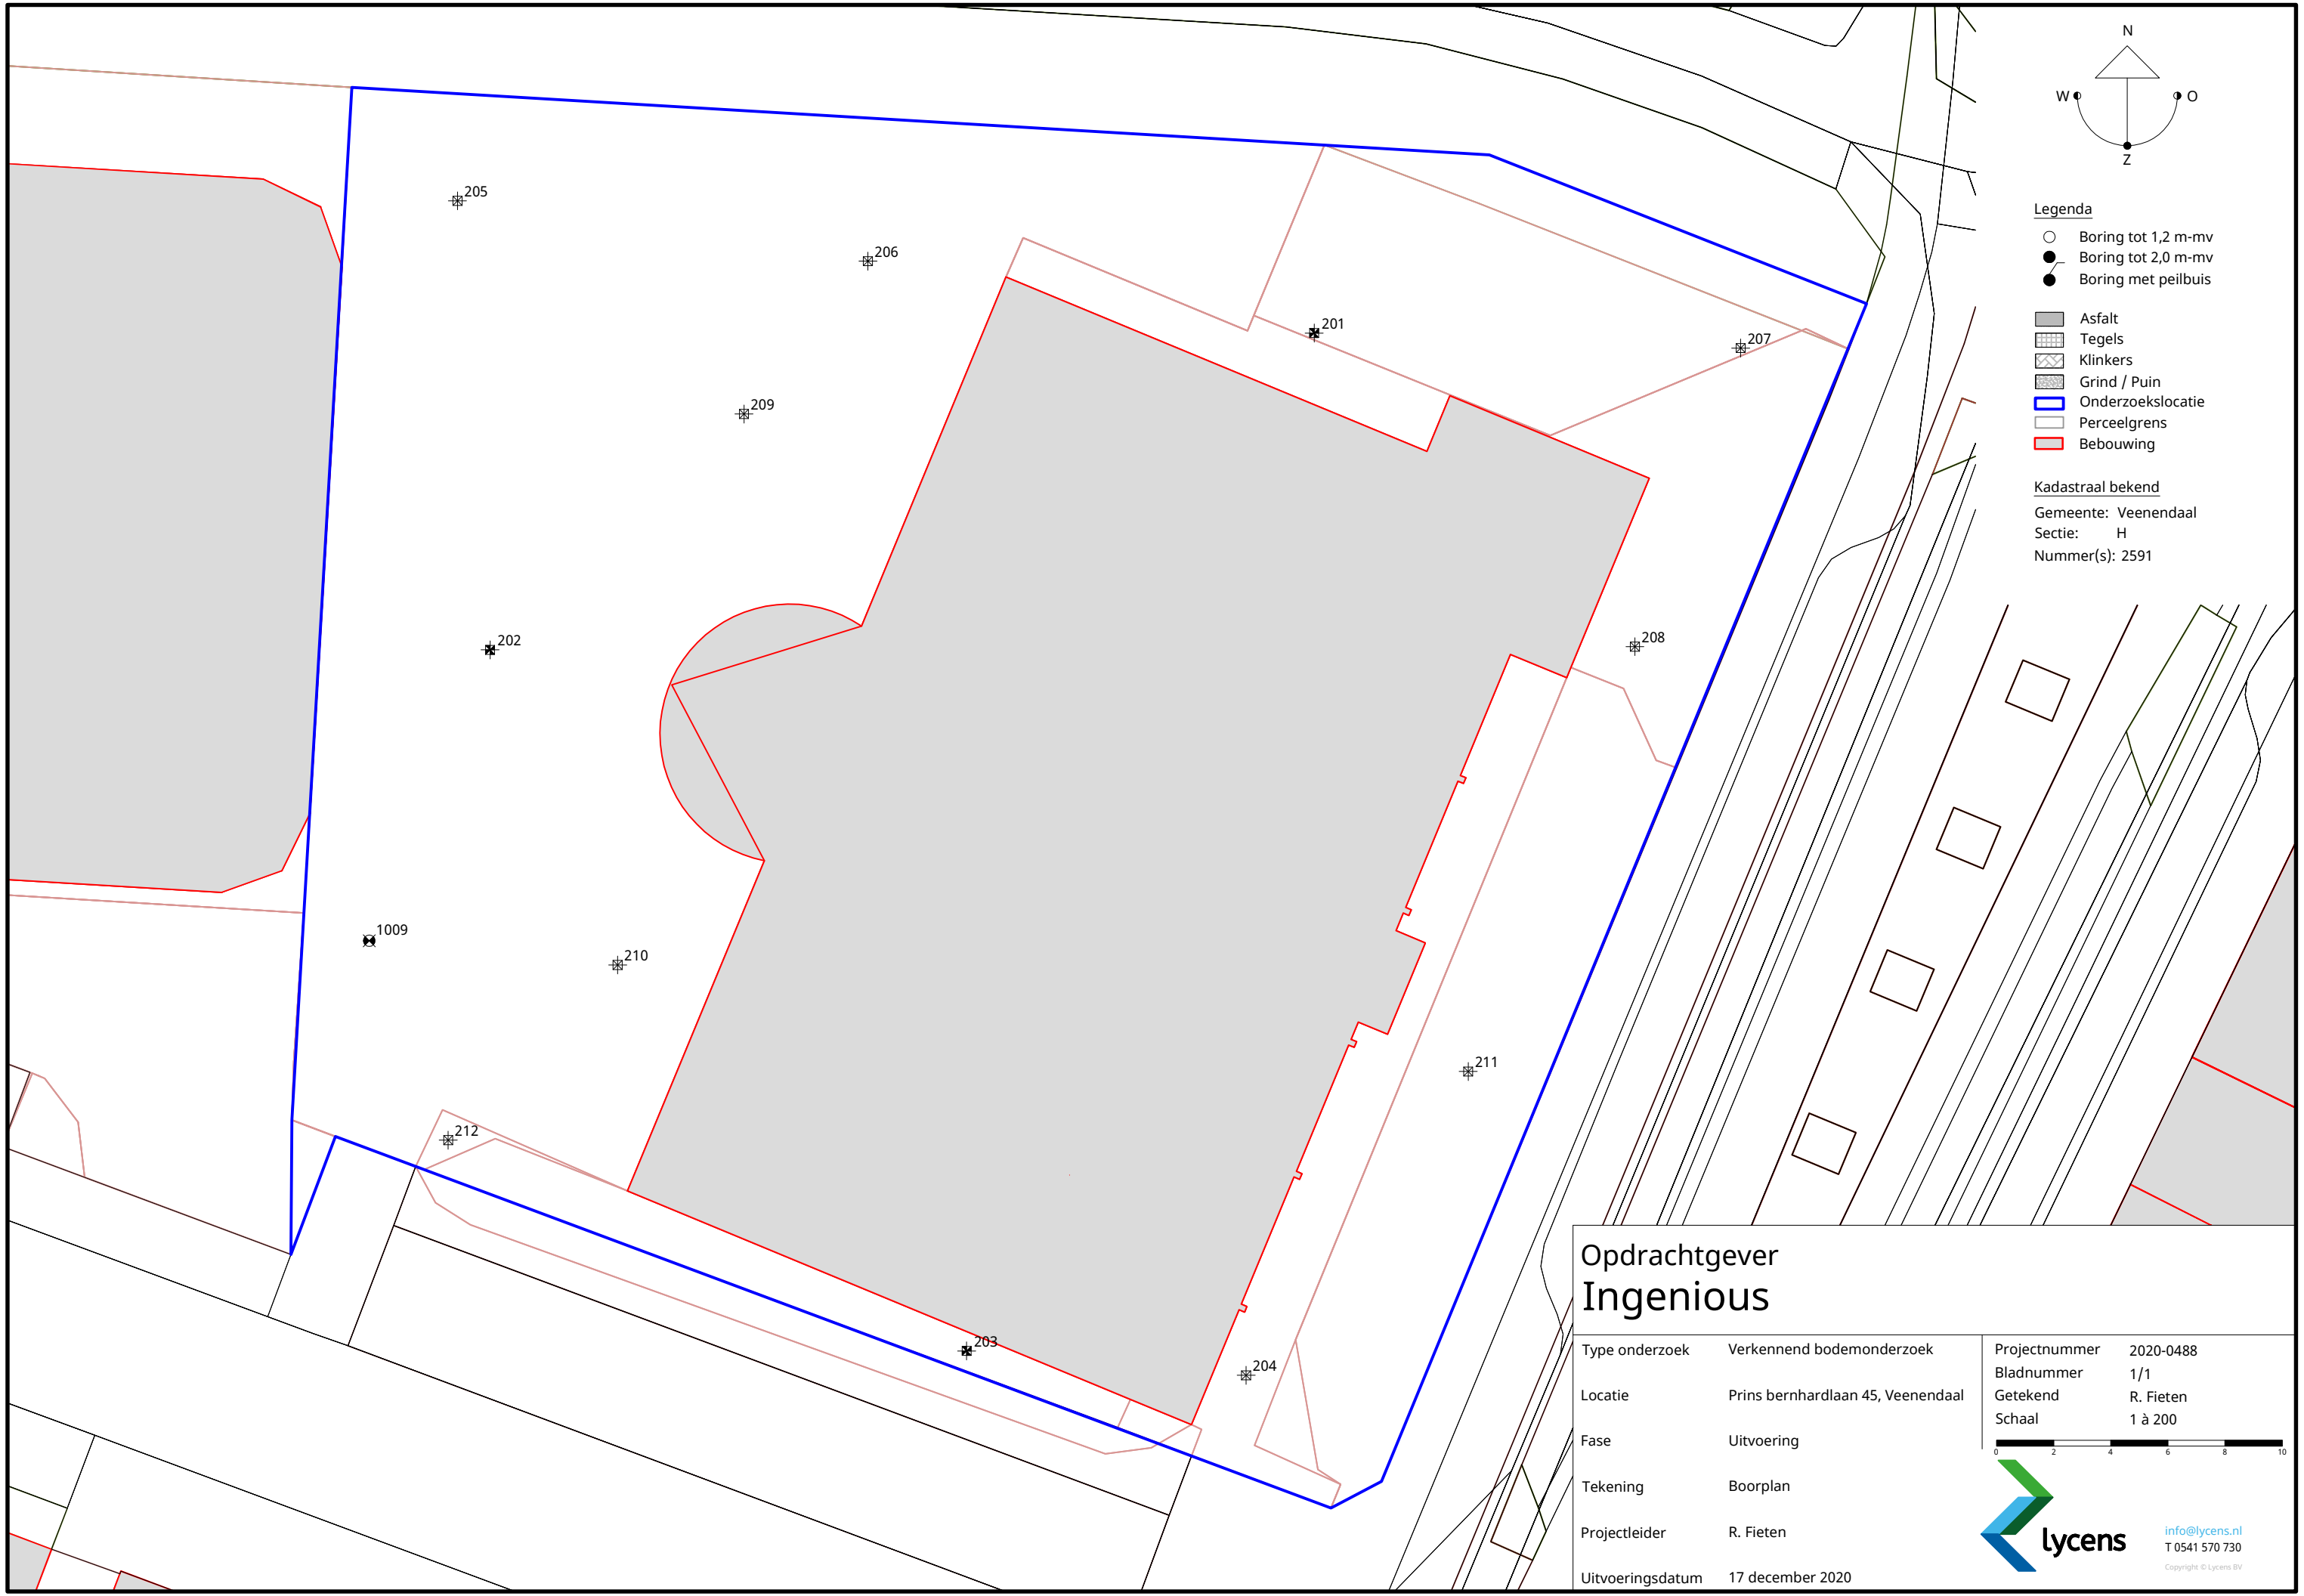 N
W O
Z
205
206
201
207
209
202
208
1009
210
211
212
203
204
Legenda
Boring tot 1,2 m-mv
Boring tot 2,0 m-mv
Boring met peilbuis
Asfalt
Tegels
Klinkers
Grind / Puin
Onderzoekslocatie
Perceelgrens
Bebouwing
Kadastraal bekend
Gemeente: Veenendaal
Sectie: H
Nummer(s): 2591
Opdrachtgever
Ingenious
Type onderzoek Verkennend bodemonderzoek
Locatie Prins bernhardlaan 45, Veenendaal
Fase Uitvoering
Tekening Boorplan
Projectleider R. Fieten
Uitvoeringsdatum 17 december 2020
Projectnummer 2020-0488
Bladnummer 1/1
Getekend R. Fieten
Schaal 1 à 200
0 2 4 6 8 10
lycens
info@lycens.nl
T 0541 570 730
Copyright © Lycens BV